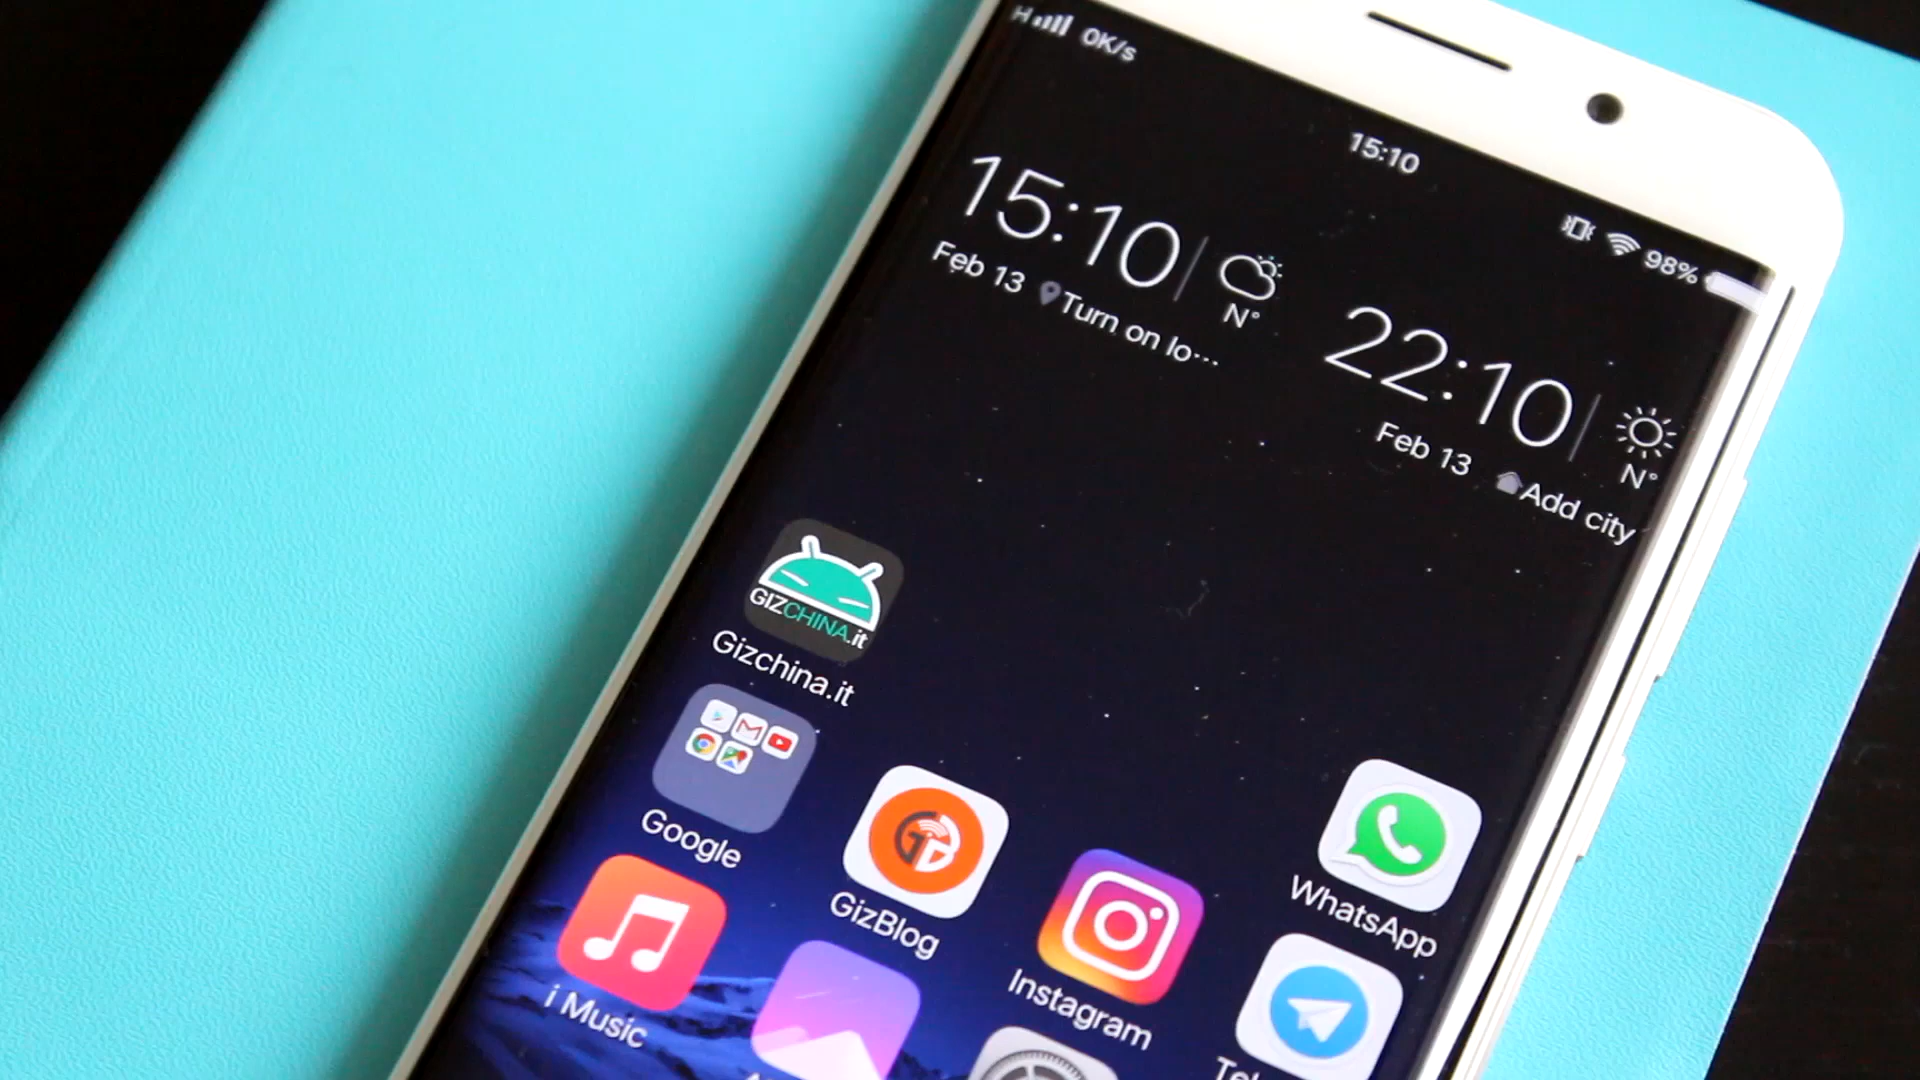 H 0K/s
15:10
98%
15:10
N°
Feb 13 Turn on lo...
22:10
N°
Feb 13 Add city
GIZCHINA.it
Gizchina.it
Google
GizBlog
Instagram
WhatsApp
i Music